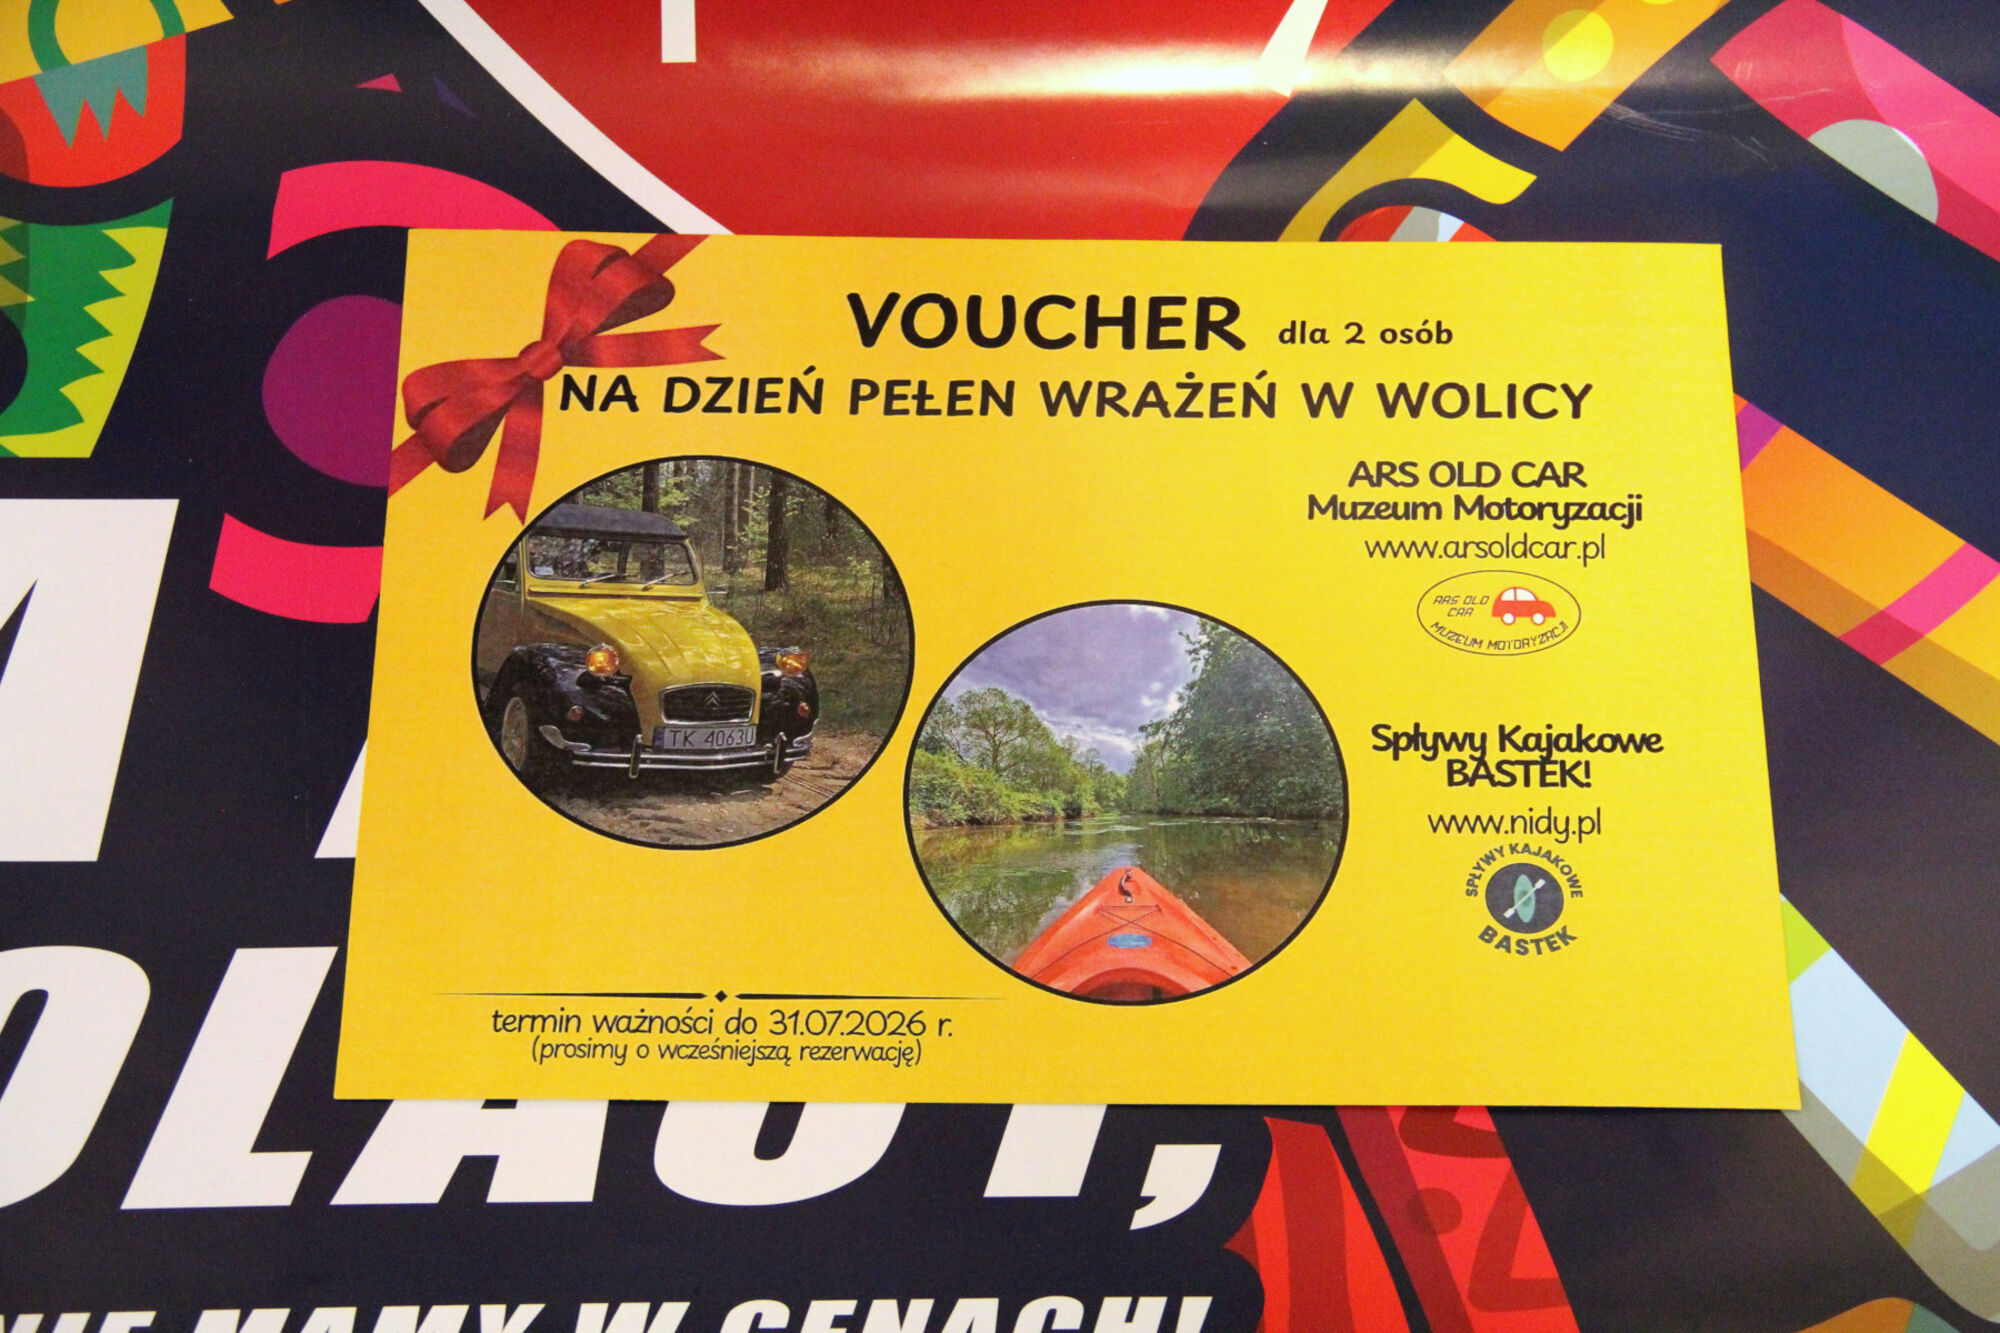 VOUCHER dla 2 osób
NA DZIEŃ PEŁEN WRAŻEŃ W WOLICY
ARS OLD CAR
Muzeum Motoryzacji
www.arsoldcar.pl
ARS OLD
CAR
MUZEUM MOTORYZACJI
TK 4063U
Spływy Kajakowe
BASTEK!
www.nidy.pl
SPŁYWY KAJAKOWE
BASTEK
termin ważności do 31.07.2026 r.
(prosimy o wcześniejszą rezerwację)
MAMY W CENACH!